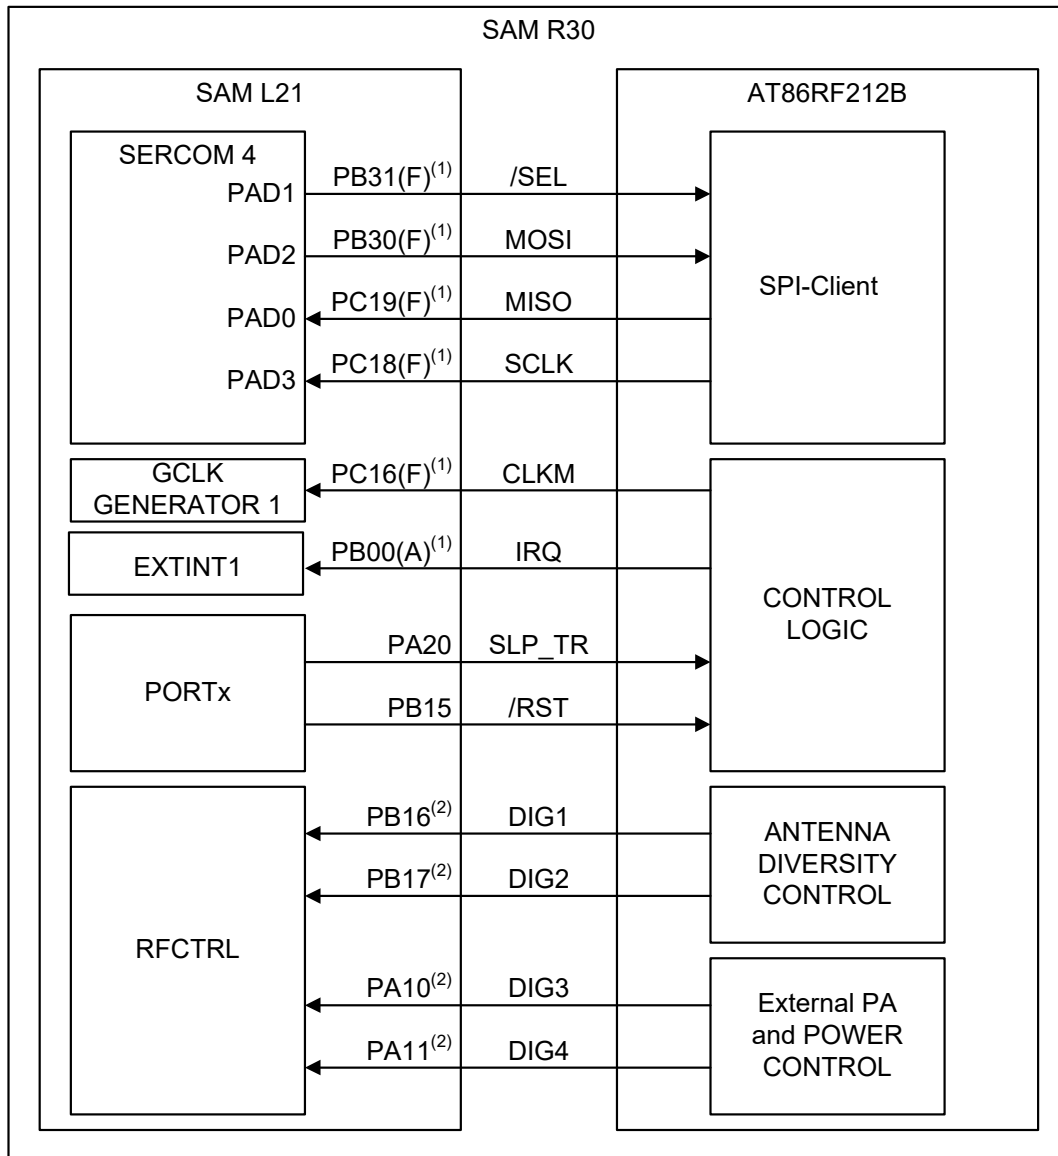 SAM R30
SAM L21
AT86RF212B
SERCOM 4
PAD1
PB31(F)(1)
/SEL
PAD2
PB30(F)(1)
MOSI
PAD0
PC19(F)(1)
MISO
PAD3
PC18(F)(1)
SCLK
SPI-Client
GCLK
GENERATOR 1
PC16(F)(1)
CLKM
EXTINT1
PB00(A)(1)
IRQ
PORTx
PA20
SLP_TR
PB15
/RST
CONTROL
LOGIC
RFCTRL
PB16(2)
DIG1
PB17(2)
DIG2
ANTENNA
DIVERSITY
CONTROL
PA10(2)
DIG3
PA11(2)
DIG4
External PA
and POWER
CONTROL